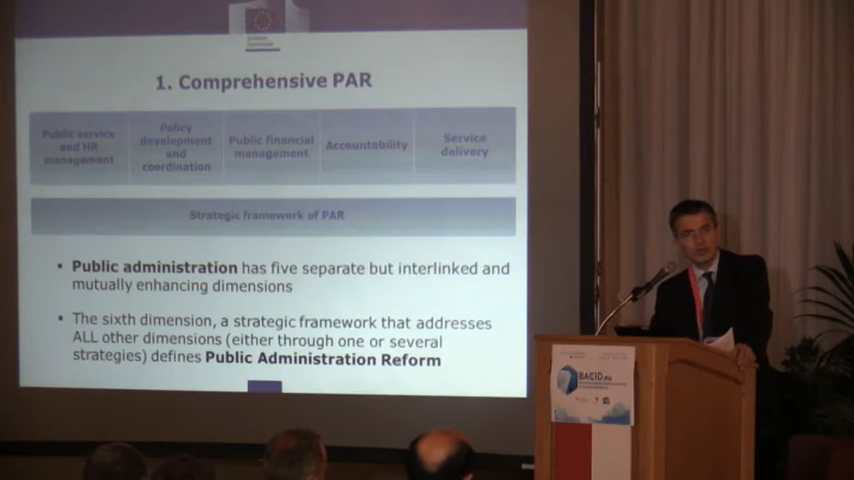 European
Commission
1. Comprehensive PAR
Public service
and HR
management
Policy
development
and
coordination
Public financial
management
Accountability
Service
delivery
Strategic framework of PAR
▪ Public administration has five separate but interlinked and
mutually enhancing dimensions
▪ The sixth dimension, a strategic framework that addresses
ALL other dimensions (either through one or several
strategies) defines Public Administration Reform
BACID.eu